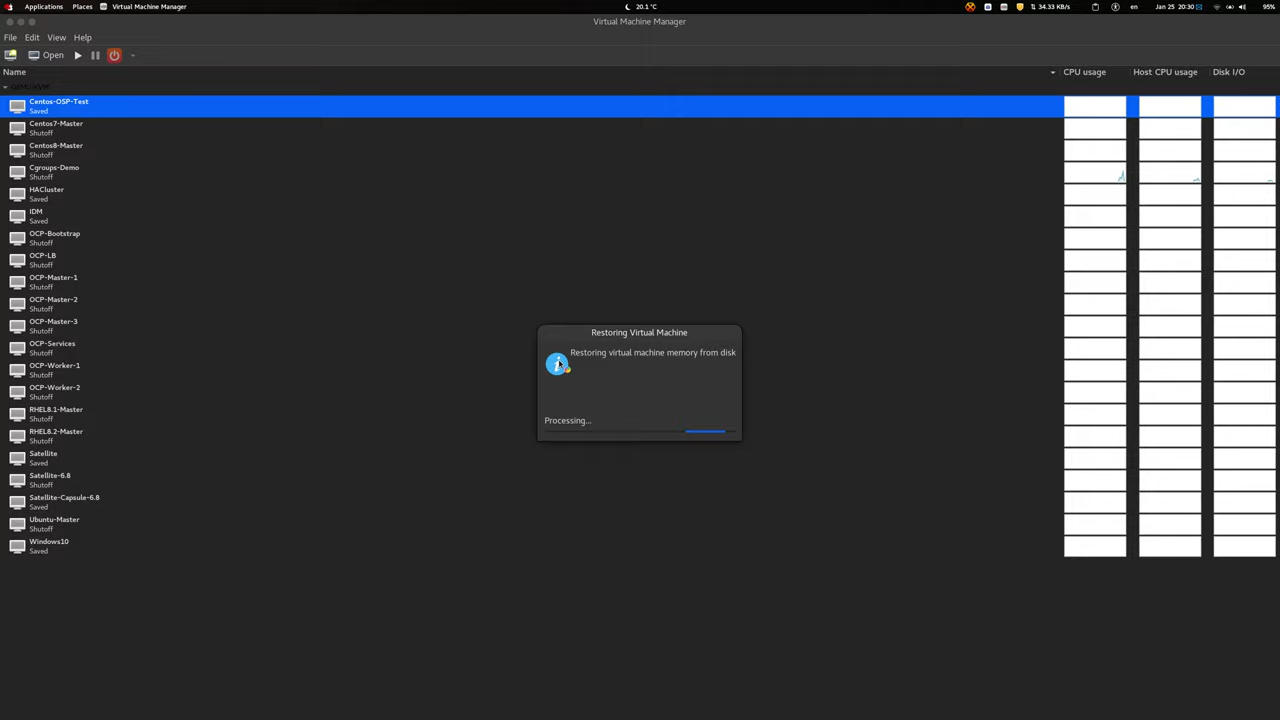 Applications Places Virtual Machine Manager 20.1 °C 34.33 KB/s en Jan 25 20:30 95%
Virtual Machine Manager
File Edit View Help
Open
Name CPU usage Host CPU usage Disk I/O
QEMU/KVM
Centos-OSP-Test
Saved
Centos7-Master
Shutoff
Centos8-Master
Shutoff
Cgroups-Demo
Shutoff
HACluster
Saved
IDM
Saved
OCP-Bootstrap
Shutoff
OCP-LB
Shutoff
OCP-Master-1
Shutoff
OCP-Master-2
Shutoff
OCP-Master-3
Shutoff
OCP-Services
Shutoff
OCP-Worker-1
Shutoff
OCP-Worker-2
Shutoff
RHEL8.1-Master
Shutoff
RHEL8.2-Master
Shutoff
Satellite
Saved
Satellite-6.8
Shutoff
Satellite-Capsule-6.8
Saved
Ubuntu-Master
Shutoff
Windows10
Saved
Restoring Virtual Machine
Restoring virtual machine memory from disk
Processing...